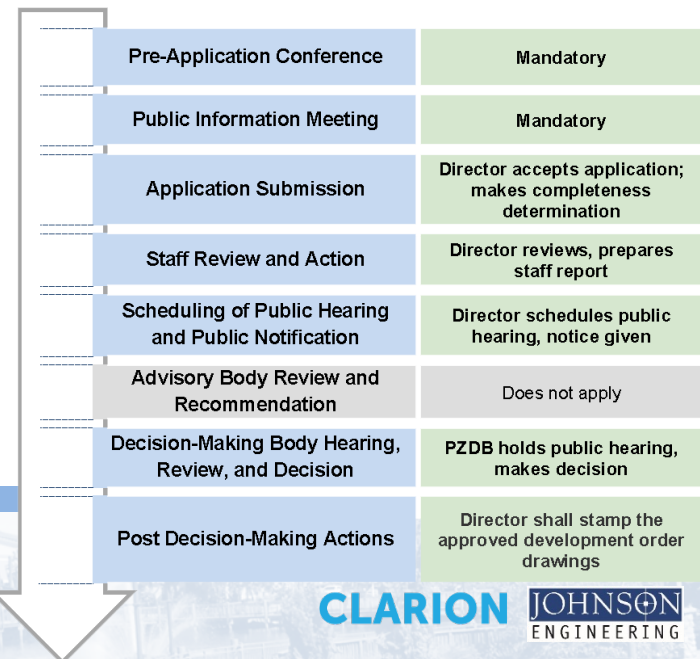 Pre-Application Conference
Mandatory
Public Information Meeting
Mandatory
Application Submission
Director accepts application;
makes completeness
determination
Staff Review and Action
Director reviews, prepares
staff report
Scheduling of Public Hearing
and Public Notification
Director schedules public
hearing, notice given
Advisory Body Review and
Recommendation
Does not apply
Decision-Making Body Hearing,
Review, and Decision
PZDB holds public hearing,
makes decision
Post Decision-Making Actions
Director shall stamp the
approved development order
drawings
CLARION
JOHNSON
ENGINEERING